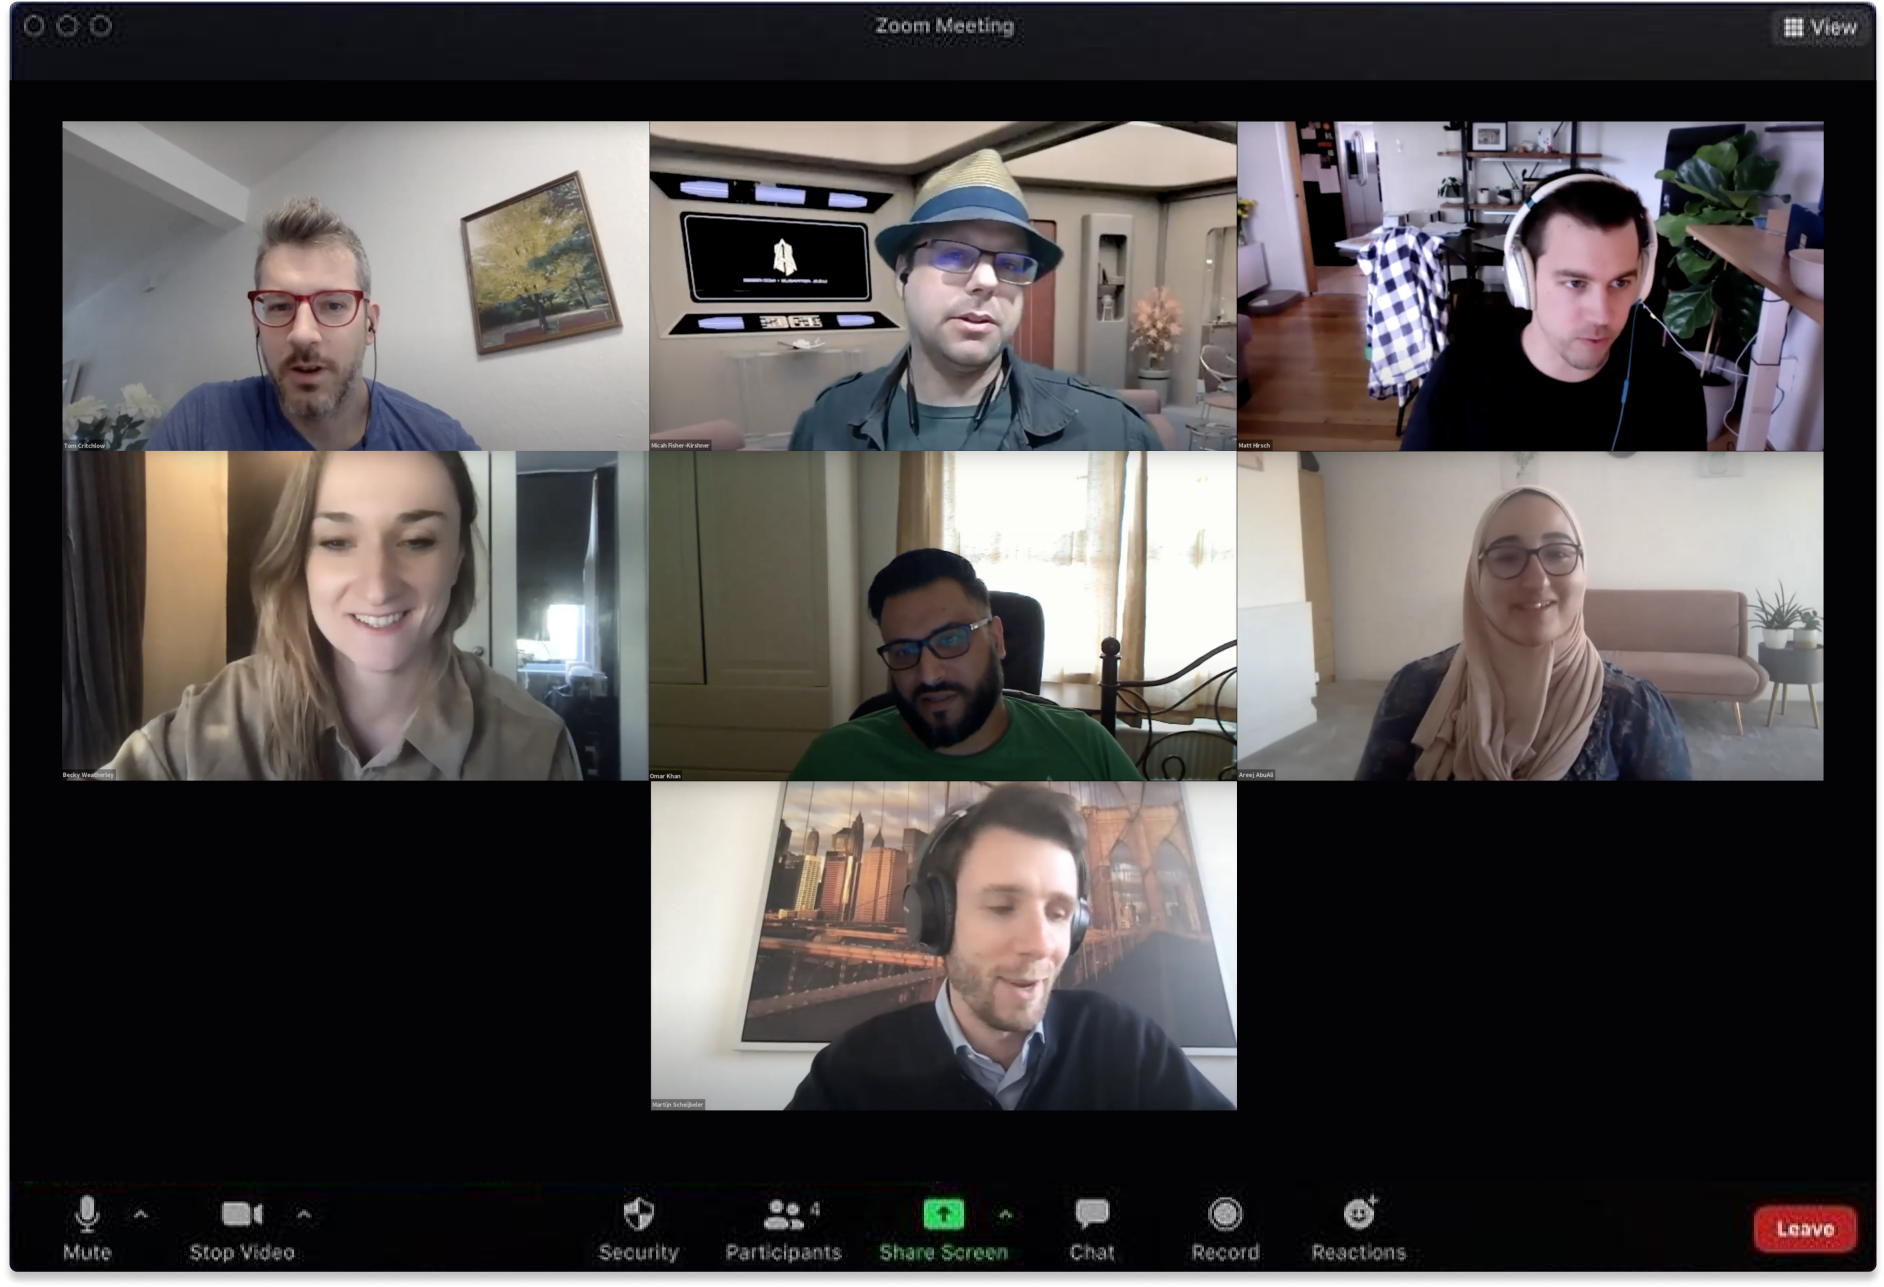 Zoom Meeting
View
Tom Critchlow
Micah Fisher-Kirshner
Matt Hirsch
Becky Weatherley
Omar Khan
Areej AbuAli
Martijn Scheijbeler
4
Mute
Stop Video
Security
Participants
Share Screen
Chat
Record
Reactions
Leave